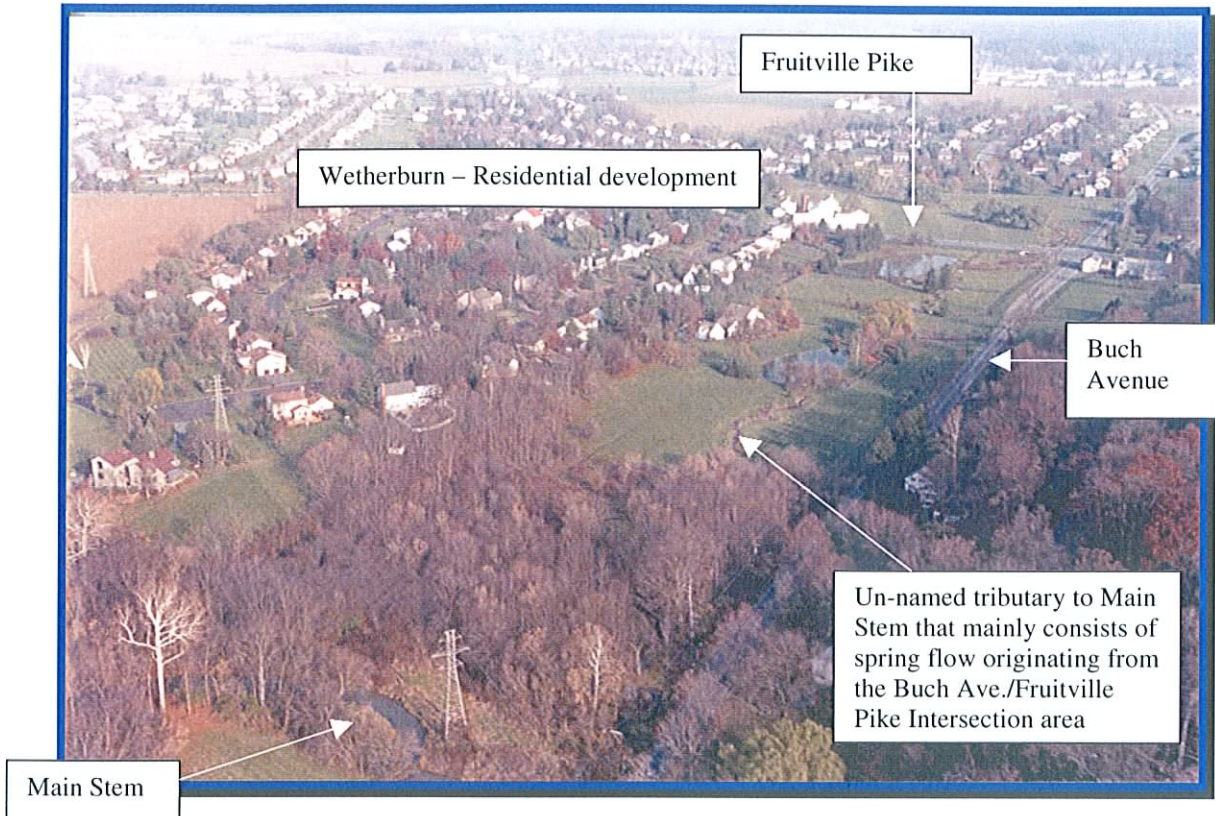 Fruitville Pike
Wetherburn – Residential development
Buch
Avenue
Un-named tributary to Main
Stem that mainly consists of
spring flow originating from
the Buch Ave./Fruitville
Pike Intersection area
Main Stem